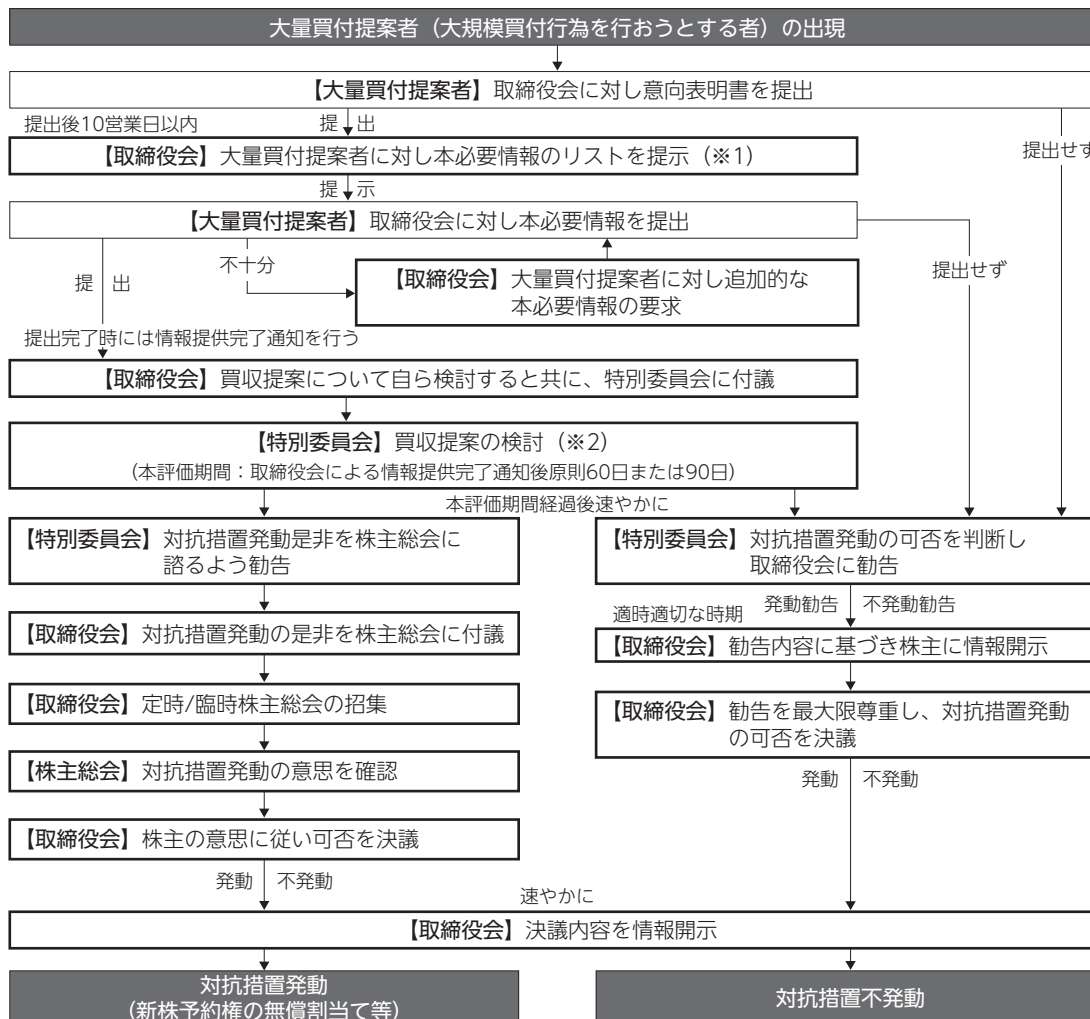 大量買付提案者（大規模買付行為を行おうとする者）の出現
【大量買付提案者】取締役会に対し意向表明書を提出
提出後10営業日以内
提 出
提出せず
【取締役会】大量買付提案者に対し本必要情報のリストを提示（※1）
提 示
【大量買付提案者】取締役会に対し本必要情報を提出
提 出
不十分
【取締役会】大量買付提案者に対し追加的な
本必要情報の要求
提出せず
提出完了時には情報提供完了通知を行う
【取締役会】買収提案について自ら検討すると共に、特別委員会に付議
【特別委員会】買収提案の検討（※2）
（本評価期間：取締役会による情報提供完了通知後原則60日または90日）
本評価期間経過後速やかに
【特別委員会】対抗措置発動是非を株主総会に
諮るよう勧告
【取締役会】対抗措置発動の是非を株主総会に付議
【取締役会】定時/臨時株主総会の招集
【株主総会】対抗措置発動の意思を確認
【取締役会】株主の意思に従い可否を決議
発動 不発動
【特別委員会】対抗措置発動の可否を判断し
取締役会に勧告
適時適切な時期
発動勧告 不発動勧告
【取締役会】勧告内容に基づき株主に情報開示
【取締役会】勧告を最大限尊重し、対抗措置発動
の可否を決議
発動 不発動
速やかに
【取締役会】決議内容を情報開示
対抗措置発動
（新株予約権の無償割当て等）
対抗措置不発動